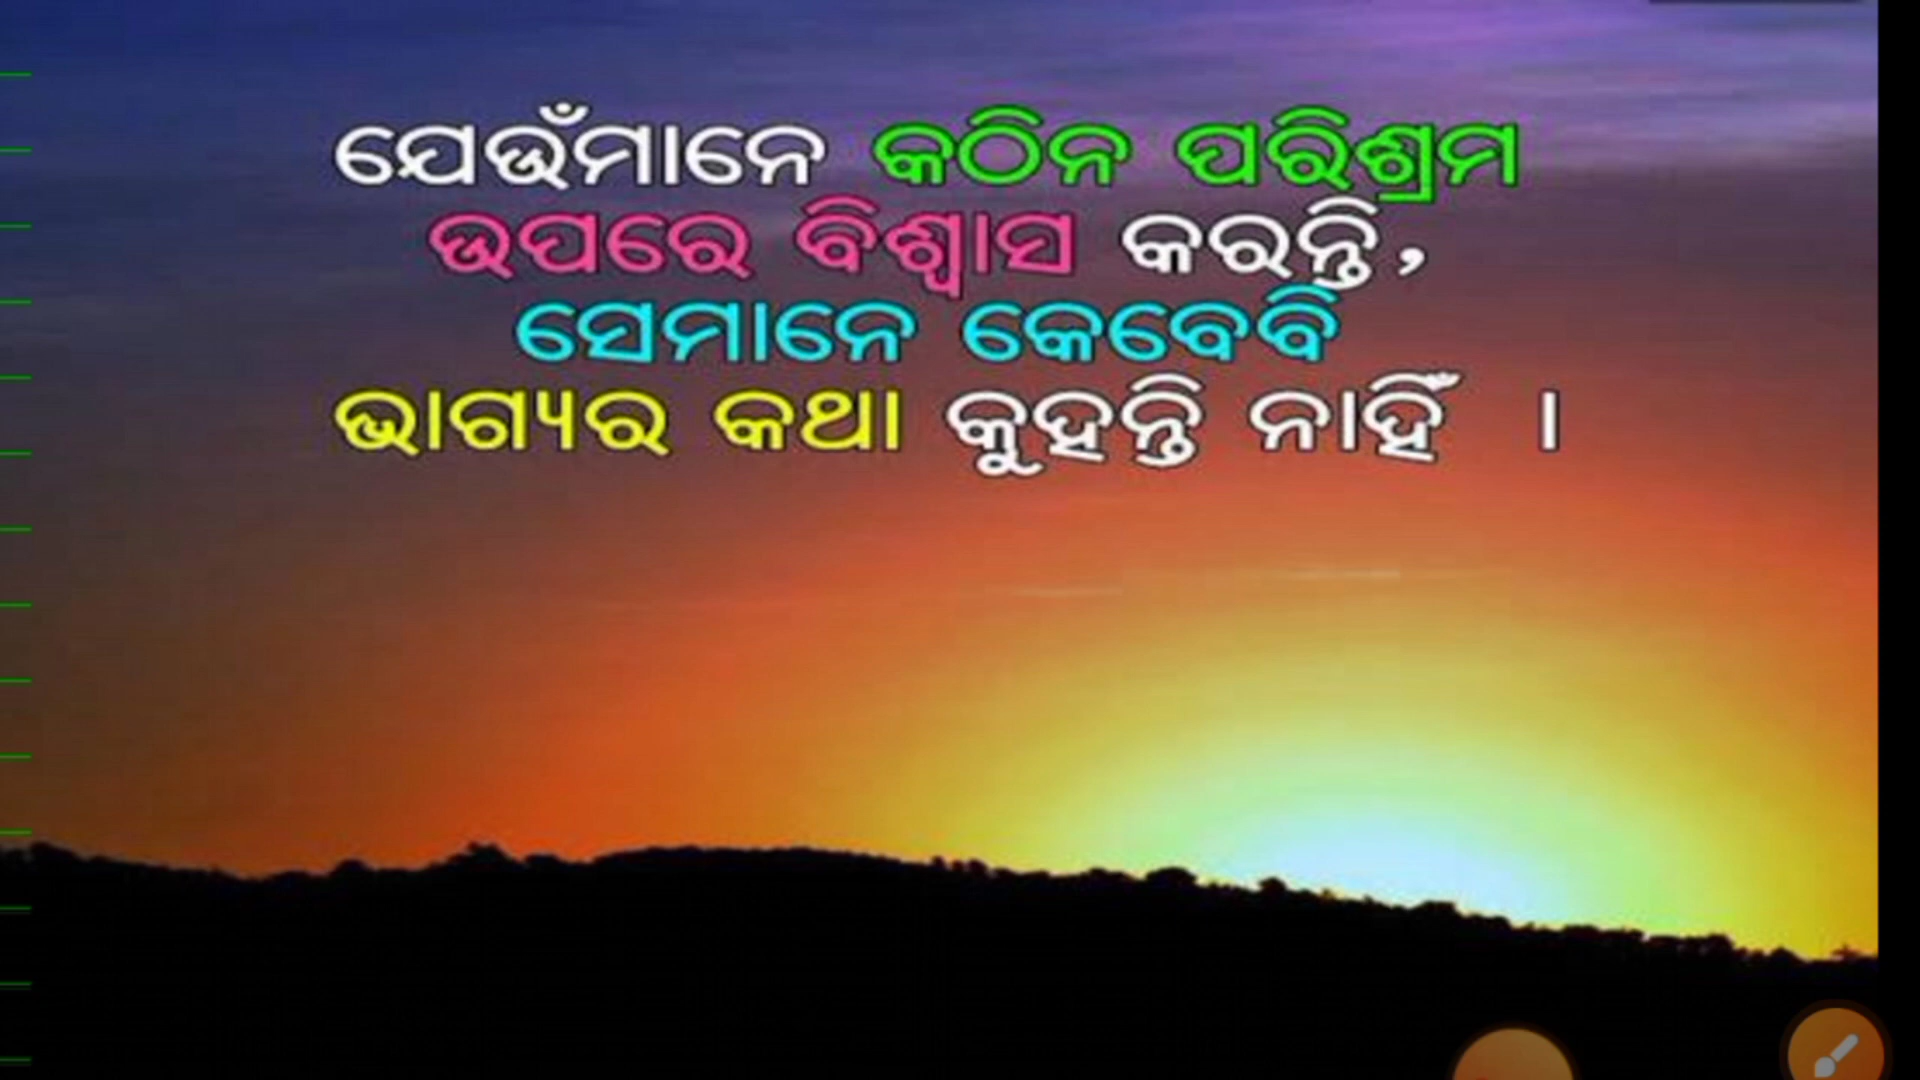 ଯେଉଁମାନେ କଠିନ ପରିଶ୍ରମ
ଉପରେ ବିଶ୍ୱାସ କରନ୍ତି,
ସେମାନେ କେବେବି
ଭାଗ୍ୟର କଥା କୁହନ୍ତି ନାହିଁ ।